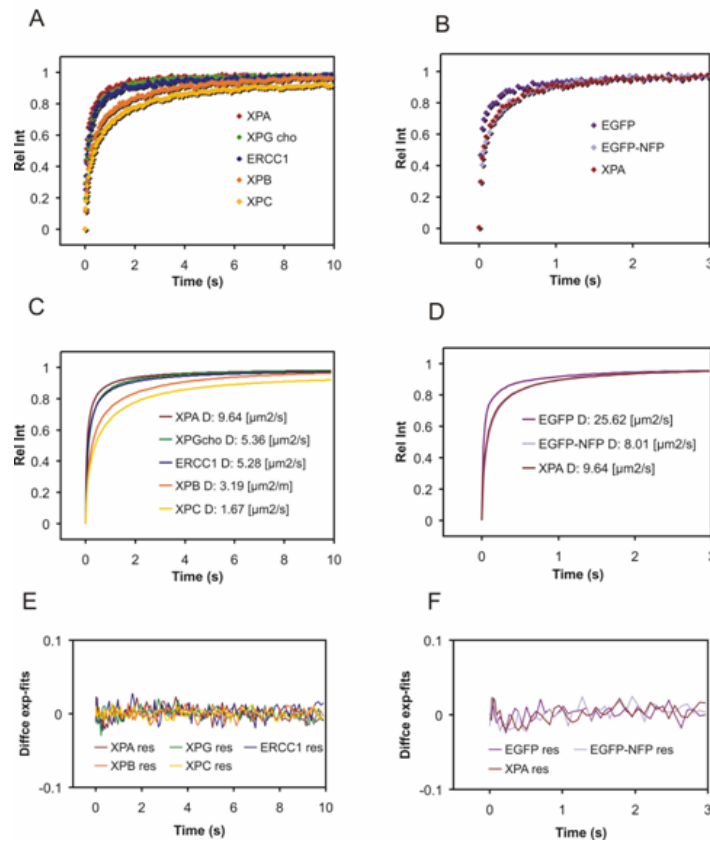 A
Rel Int
1
0.8
0.6
0.4
0.2
0
XPA
XPG cho
ERCC1
XPB
XPC
0 2 4 6 8 10
Time (s)
B
Rel Int
1
0.8
0.6
0.4
0.2
0
EGFP
EGFP-NFP
XPA
0 1 2 3
Time (s)
C
Rel Int
1
0.8
0.6
0.4
0.2
0
XPA D: 9.64 [µm2/s]
XPGcho D: 5.36 [µm2/s]
ERCC1 D: 5.28 [µm2/s]
XPB D: 3.19 [µm2/m]
XPC D: 1.67 [µm2/s]
0 2 4 6 8 10
Time (s)
D
Rel Int
1
0.8
0.6
0.4
0.2
0
EGFP D: 25.62 [µm2/s]
EGFP-NFP D: 8.01 [µm2/s]
XPA D: 9.64 [µm2/s]
0 1 2 3
Time (s)
E
Diffce exp-fits
0.1
0
-0.1
XPA res XPG res ERCC1 res
XPB res XPC res
0 2 4 6 8 10
Time (s)
F
Diffce exp-fits
0.1
0
-0.1
EGFP res EGFP-NFP res
XPA res
0 1 2 3
Time (s)